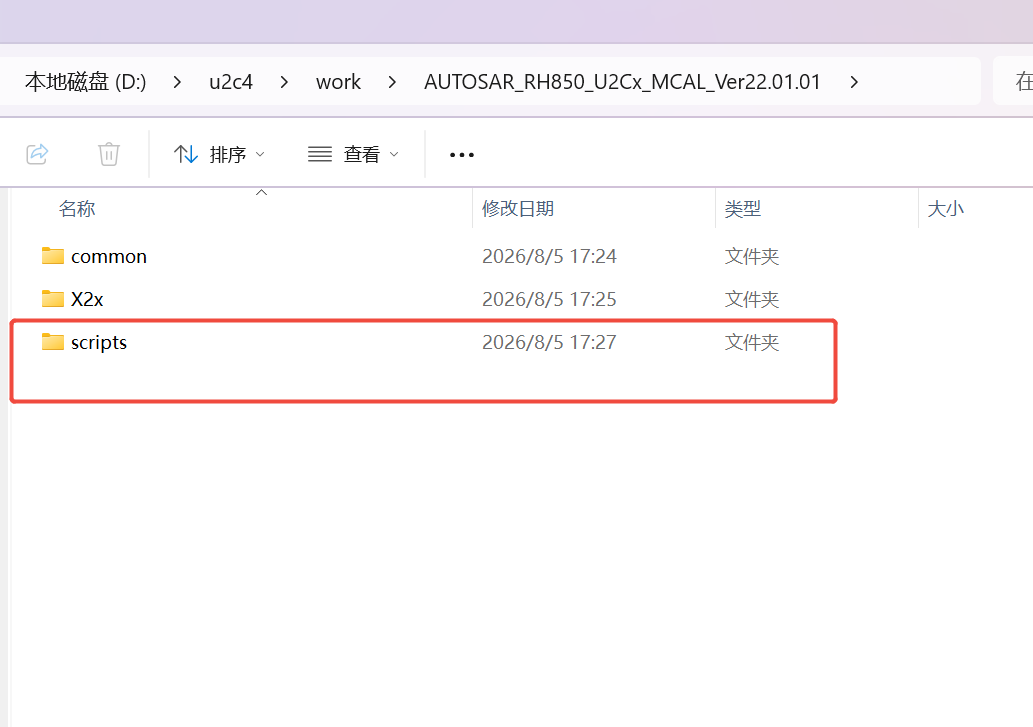 本地磁盘 (D:) > u2c4 > work > AUTOSAR_RH850_U2Cx_MCAL_Ver22.01.01 > 在
排序 查看 •••
名称 修改日期 类型 大小
common 2026/8/5 17:24 文件夹
X2x 2026/8/5 17:25 文件夹
scripts 2026/8/5 17:27 文件夹